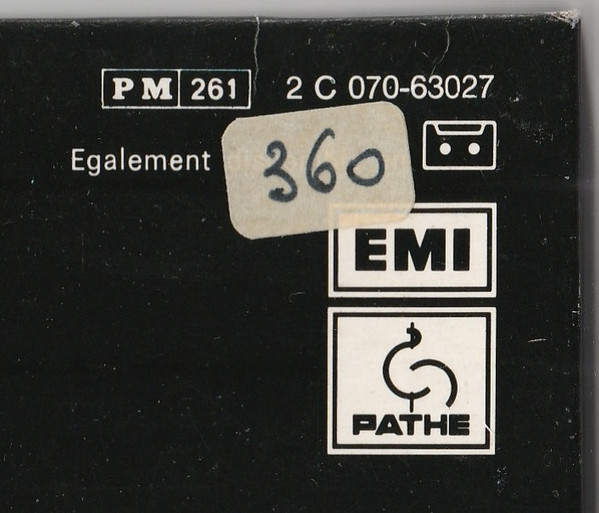 PM 261 2 C 070-63027
Egalement
360
EMI
PATHE